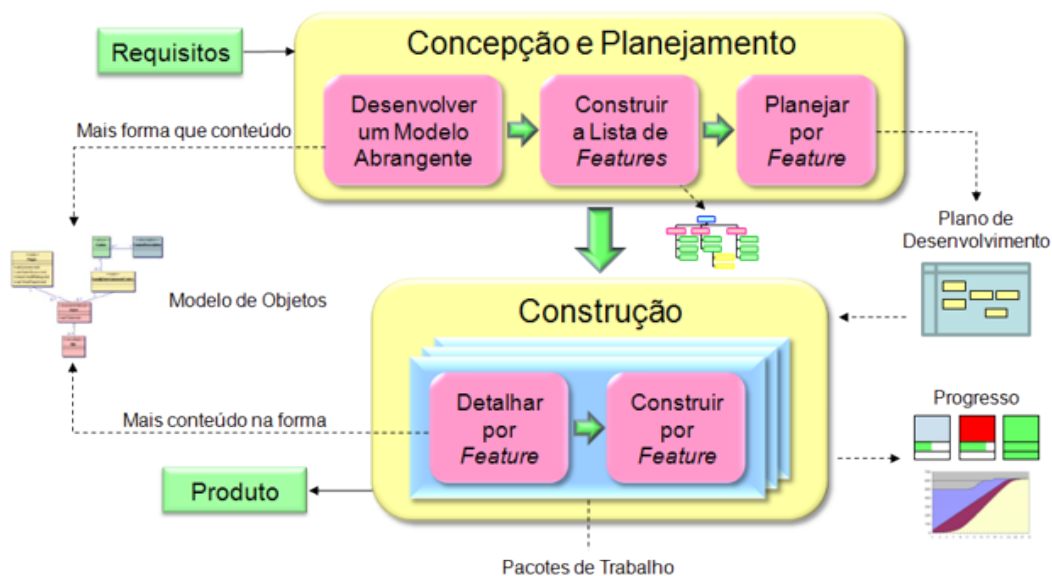 Requisitos
Concepção e Planejamento
Desenvolver
um Modelo
Abrangente
Construir
a Lista de
Features
Planejar
por
Feature
Mais forma que conteúdo
Plano de
Desenvolvimento
Modelo de Objetos
Construção
Detalhar
por
Feature
Construir
por
Feature
Mais conteúdo na forma
Progresso
Produto
Pacotes de Trabalho